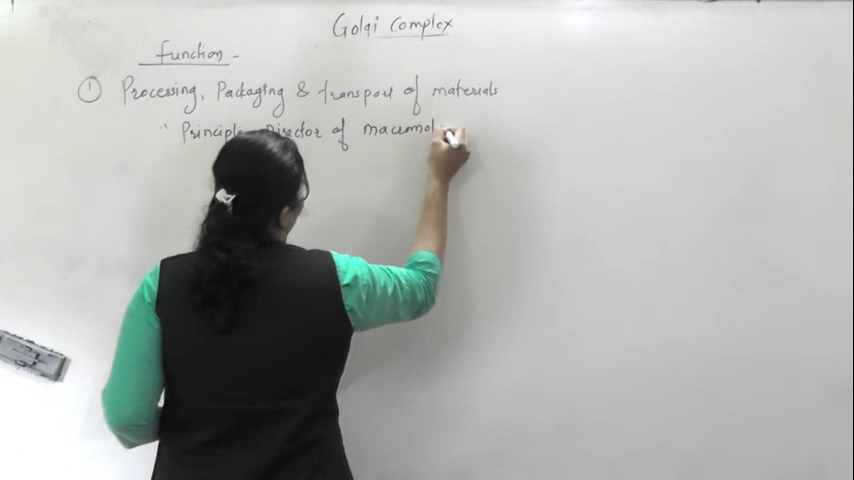 Golgi Complex
Function -
① Processing, Packaging & transport of materials
" Principle Director of macromol